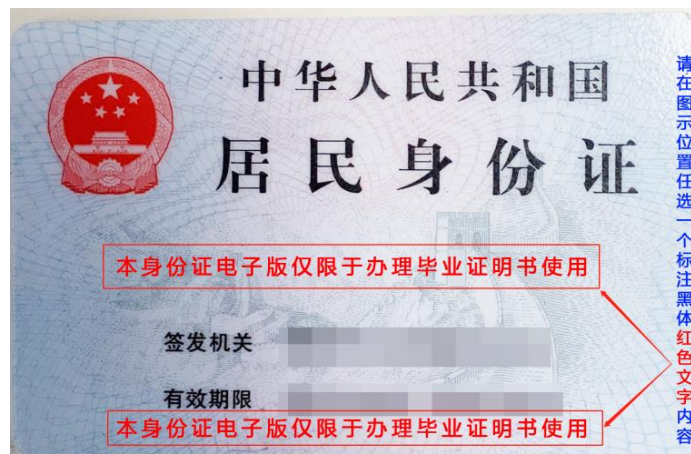 中华人民共和国
居民身份证
本身份证电子版仅限于办理毕业证明书使用
签发机关
有效期限
本身份证电子版仅限于办理毕业证明书使用
请在图示位置任选一个标注黑体红色文字内容